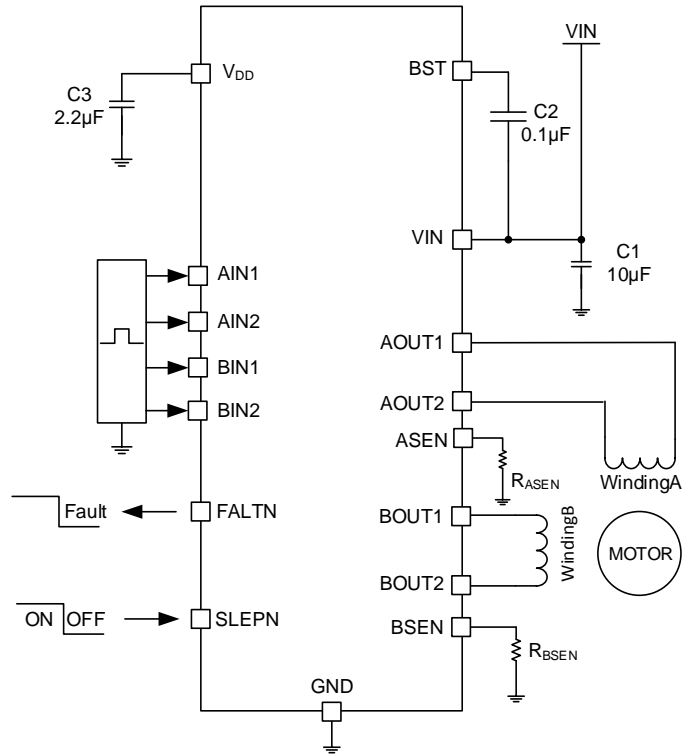 VIN
VDD
BST
C3
2.2µF
C2
0.1µF
VIN
C1
10µF
AIN1
AIN2
BIN1
BIN2
AOUT1
AOUT2
ASEN
RASEN
WindingA
Fault
FALTN
BOUT1
WindingB
MOTOR
BOUT2
ON OFF
SLEPN
BSEN
RBSEN
GND